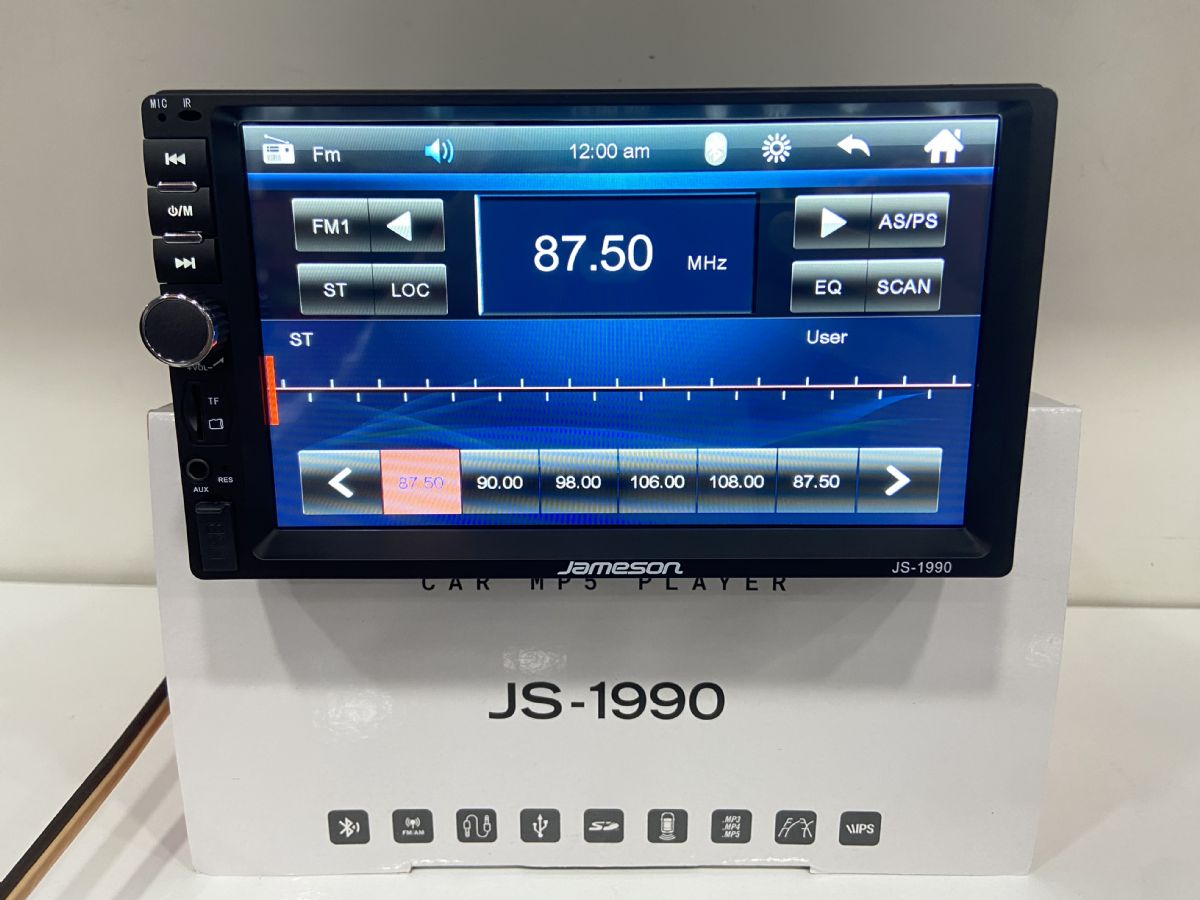 MIC IR
Fm 12:00 am
FM1 87.50 MHz AS/PS
ST LOC EQ SCAN
ST User
+VOL-
TF
87.50 90.00 98.00 106.00 108.00 87.50
AUX RES
⏻/M
Jameson JS-1990
CAR MP5 PLAYER
JS-1990
FM/AM
SD
.MP3
.MP4
.MP5
IPS